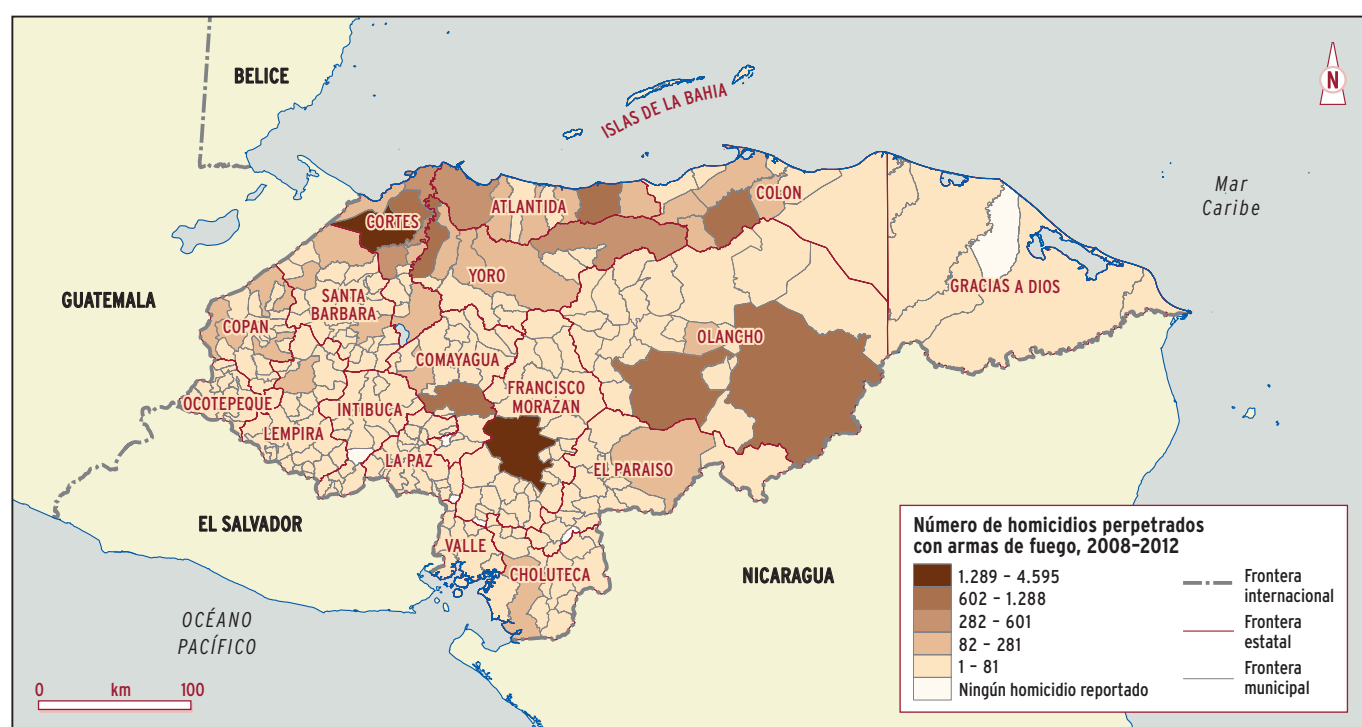 BELICE
ISLAS DE LA BAHIA
N
Mar
Caribe
COLON
ATLANTIDA
CORTES
YORO
GUATEMALA
SANTA
BARBARA
GRACIAS A DIOS
COPAN
OLANCHO
COMAYAGUA
FRANCISCO
MORAZAN
OCOTEPEQUE
INTIBUCA
LEMPIRA
LA PAZ
EL PARAISO
EL SALVADOR
VALLE
CHOLUTECA
NICARAGUA
OCÉANO
PACÍFICO
0 km 100
Número de homicidios perpetrados
con armas de fuego, 2008–2012
1.289 – 4.595
602 – 1.288
282 – 601
82 – 281
1 – 81
Ningún homicidio reportado
Frontera
internacional
Frontera
estatal
Frontera
municipal